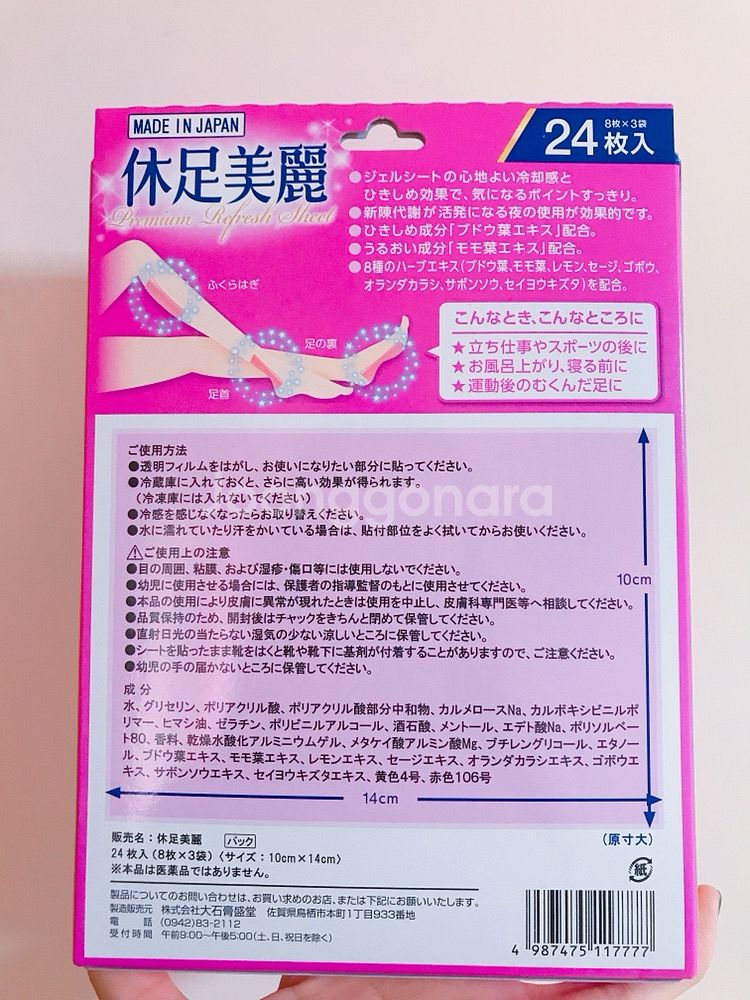 MADE IN JAPAN
8枚×3袋
24枚入
休足美麗
Premium Refresh Sheet
●ジェルシートの心地よい冷却感と
ひきしめ効果で、気になるポイントすっきり。
●新陳代謝が活発になる夜の使用が効果的です。
●ひきしめ成分「ブドウ葉エキス」配合。
●うるおい成分「モモ葉エキス」配合。
●8種のハーブエキス(ブドウ葉、モモ葉、レモン、セージ、ゴボウ、
オランダカラシ、サボンソウ、セイヨウキズタ)を配合。
ふくらはぎ
足の裏
足首
こんなとき、こんなところに
★立ち仕事やスポーツの後に
★お風呂上がり、寝る前に
★運動後のむくんだ足に
ご使用方法
●透明フィルムをはがし、お使いになりたい部分に貼ってください。
●冷蔵庫に入れておくと、さらに高い効果が得られます。
(冷凍庫には入れないでください)
●冷感を感じなくなったらお取り替えください。
●水に濡れていたり汗をかいている場合は、貼付部位をよく拭いてからお使いください。
magonara
⚠ご使用上の注意
●目の周囲、粘膜、および湿疹・傷口等には使用しないでください。
●幼児に使用させる場合には、保護者の指導監督のもとに使用させてください。
●本品の使用により皮膚に異常が現れたときは使用を中止し、皮膚科専門医等へ相談してください。
●品質保持のため、開封後はチャックをきちんと閉めて保管してください。
●直射日光の当たらない湿気の少ない涼しいところに保管してください。
●シートを貼ったまま靴をはくと靴や靴下に基剤が付着することがありますので、ご注意ください。
●幼児の手の届かないところに保管してください。
10cm
成分
水、グリセリン、ポリアクリル酸、ポリアクリル酸部分中和物、カルメロースNa、カルボキシビニルポ
リマー、ヒマシ油、ゼラチン、ポリビニルアルコール、酒石酸、メントール、エデト酸Na、ポリソルベー
ト80、香料、乾燥水酸化アルミニウムゲル、メタケイ酸アルミン酸Mg、ブチレングリコール、エタノー
ル、ブドウ葉エキス、モモ葉エキス、レモンエキス、セージエキス、オランダカラシエキス、ゴボウエ
キス、サボンソウエキス、セイヨウキズタエキス、黄色4号、赤色106号
14cm
(原寸大)
販売名:休足美麗 パック
24枚入(8枚×3袋)〈サイズ:10cm×14cm〉
※本品は医薬品ではありません。
紙
製品についてのお問い合わせは、お買い求めのお店、または下記にお願いいたします。
製造販売元 株式会社大石膏盛堂 佐賀県鳥栖市本町1丁目933番地
電話 (0942)83-2112
受付時間 午前9:00〜午後5:00(土、日、祝日を除く)
4 987475 117777